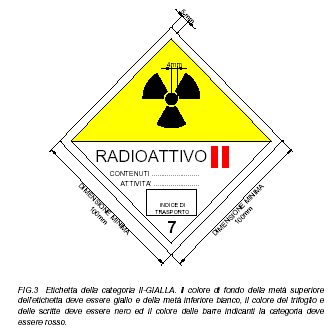 5mm
4mm
RADIOATTIVO II
CONTENUTI ....................
ATTIVITA' ....................
INDICE DI
TRASPORTO
7
DIMENSIONE MINIMA
100mm
DIMENSIONE MINIMA
100mm
FIG.3 Etichetta della categoria II-GIALLA. Il colore di fondo della metà superiore
dell'etichetta deve essere giallo e della metà inferiore bianco, il colore del trifoglio e
delle scritte deve essere nero ed il colore delle barre indicanti la categoria deve
essere rosso.